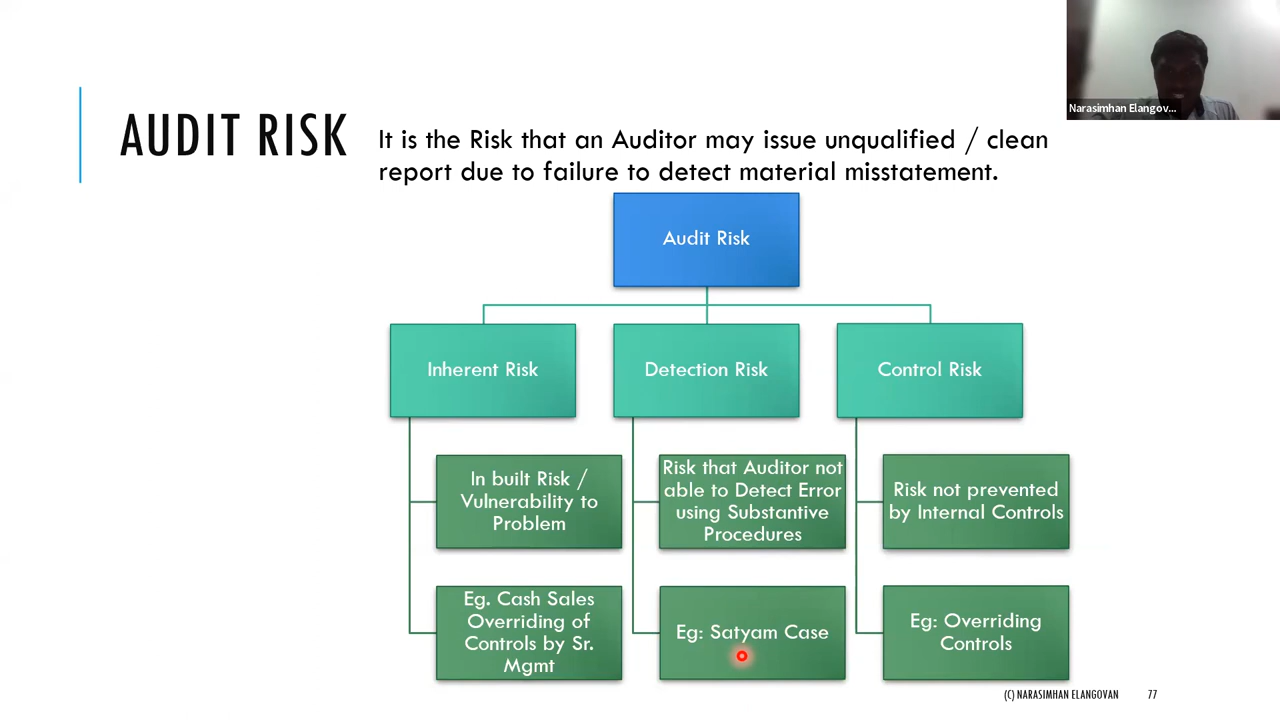 Narasimhan Elangov...
AUDIT RISK
It is the Risk that an Auditor may issue unqualified / clean
report due to failure to detect material misstatement.
Audit Risk
Inherent Risk
Detection Risk
Control Risk
In built Risk /
Vulnerability to
Problem
Risk that Auditor not
able to Detect Error
using Substantive
Procedures
Risk not prevented
by Internal Controls
Eg. Cash Sales
Overriding of
Controls by Sr.
Mgmt
Eg: Satyam Case
Eg: Overriding
Controls
(C) NARASIMHAN ELANGOVAN 77